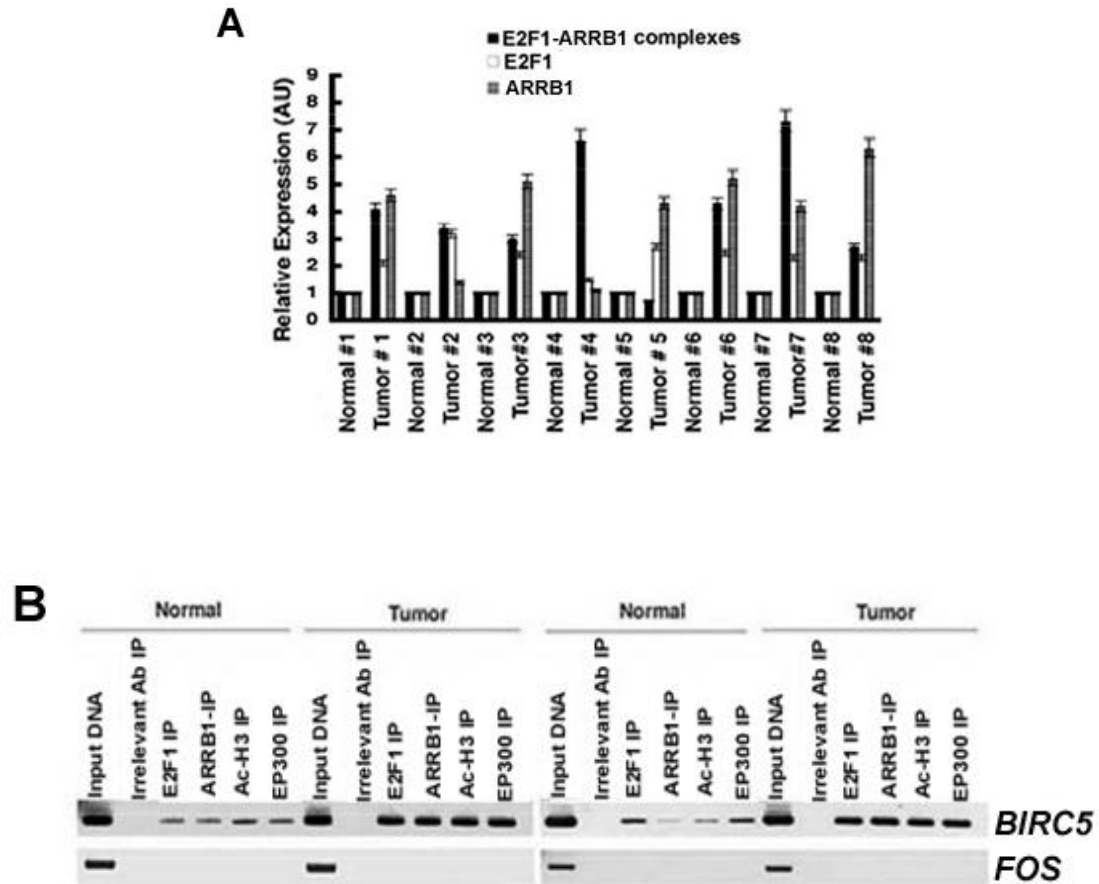 A
E2F1-ARRB1 complexes
E2F1
ARRB1
Relative Expression (AU)
9
8
7
6
5
4
3
2
1
0
Normal #1
Tumor # 1
Normal #2
Tumor #2
Normal #3
Tumor#3
Normal #4
Tumor #4
Normal #5
Tumor # 5
Normal #6
Tumor #6
Normal #7
Tumor#7
Normal #8
Tumor #8
B
Normal
Tumor
Normal
Tumor
Input DNA
Irrelevant Ab IP
E2F1 IP
ARRB1-IP
Ac-H3 IP
EP300 IP
Input DNA
Irrelevant Ab IP
E2F1 IP
ARRB1-IP
Ac-H3 IP
EP300 IP
Input DNA
Irrelevant Ab IP
E2F1 IP
ARRB1-IP
Ac-H3 IP
EP300 IP
Input DNA
Irrelevant Ab IP
E2F1 IP
ARRB1-IP
Ac-H3 IP
EP300 IP
BIRC5
FOS